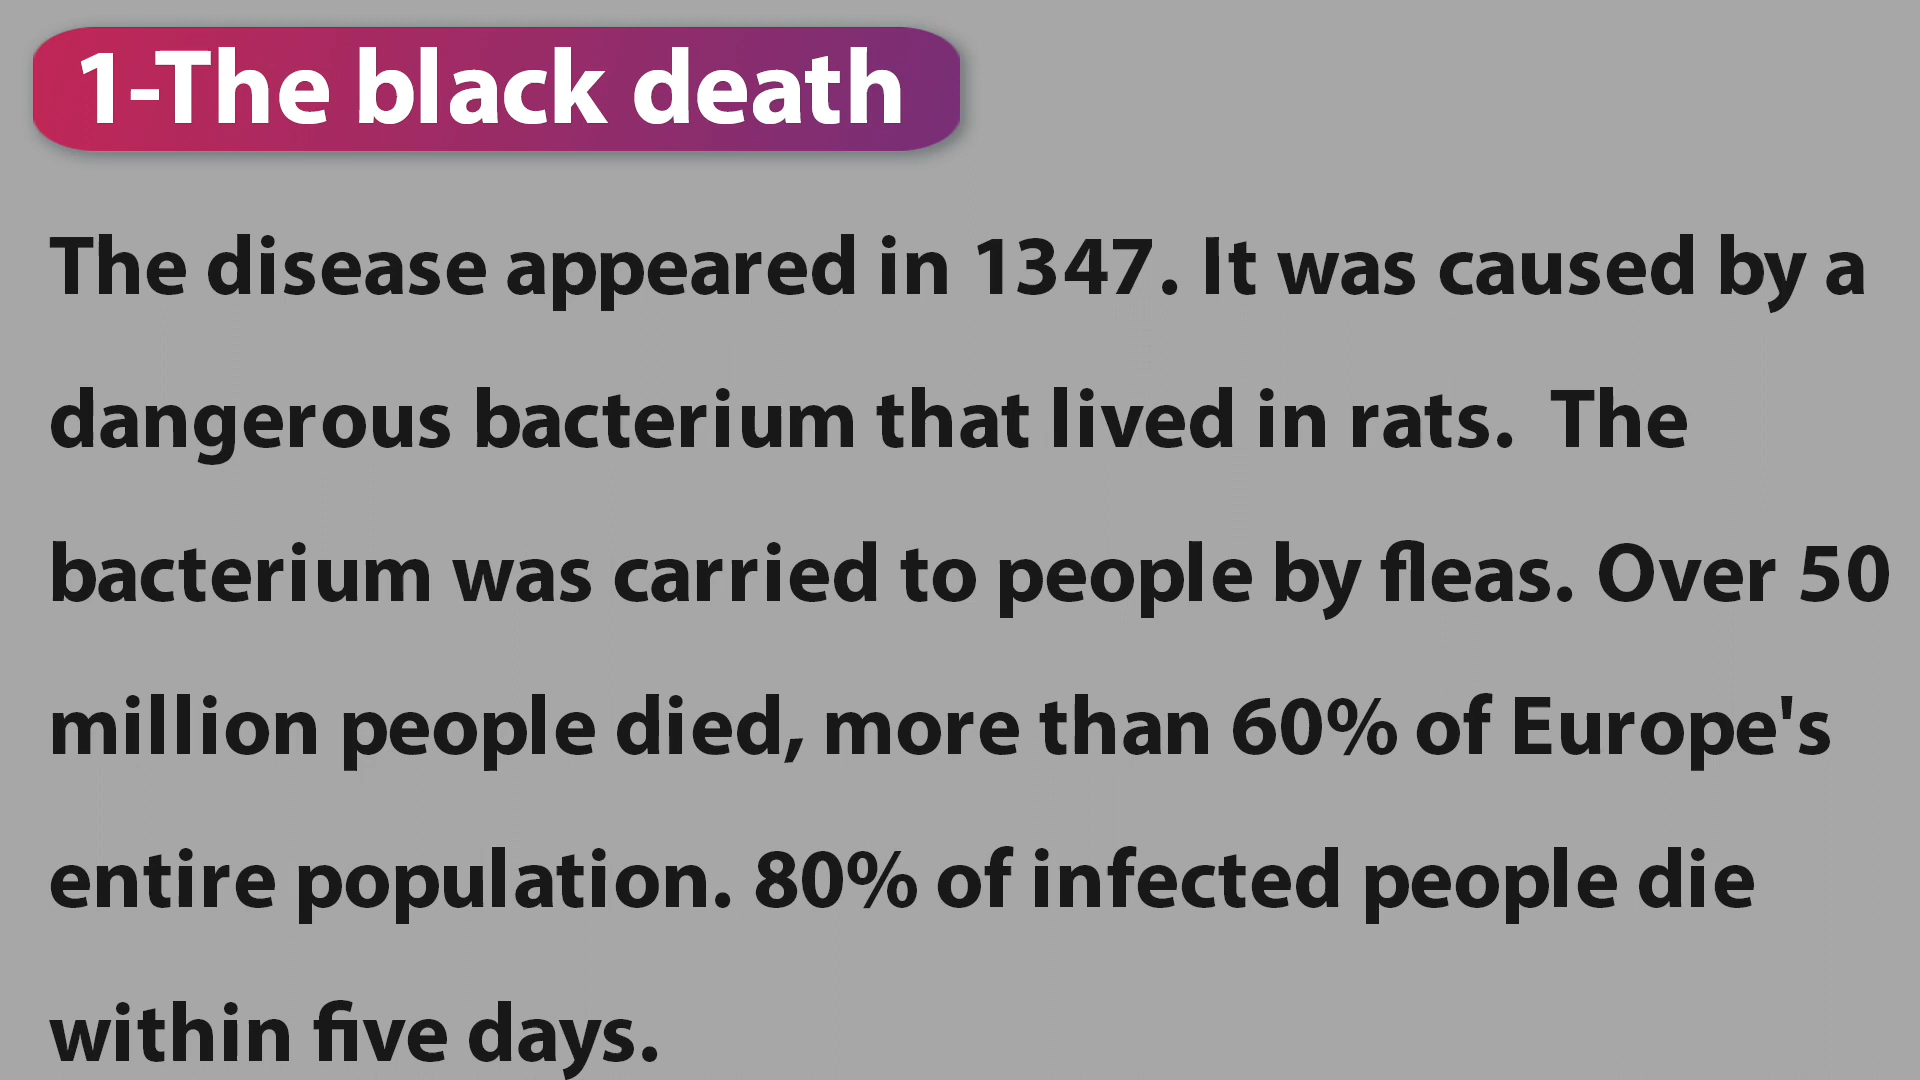 1-The black death
The disease appeared in 1347. It was caused by a
dangerous bacterium that lived in rats.  The
bacterium was carried to people by fleas. Over 50
million people died, more than 60% of Europe's
entire population. 80% of infected people die
within five days.